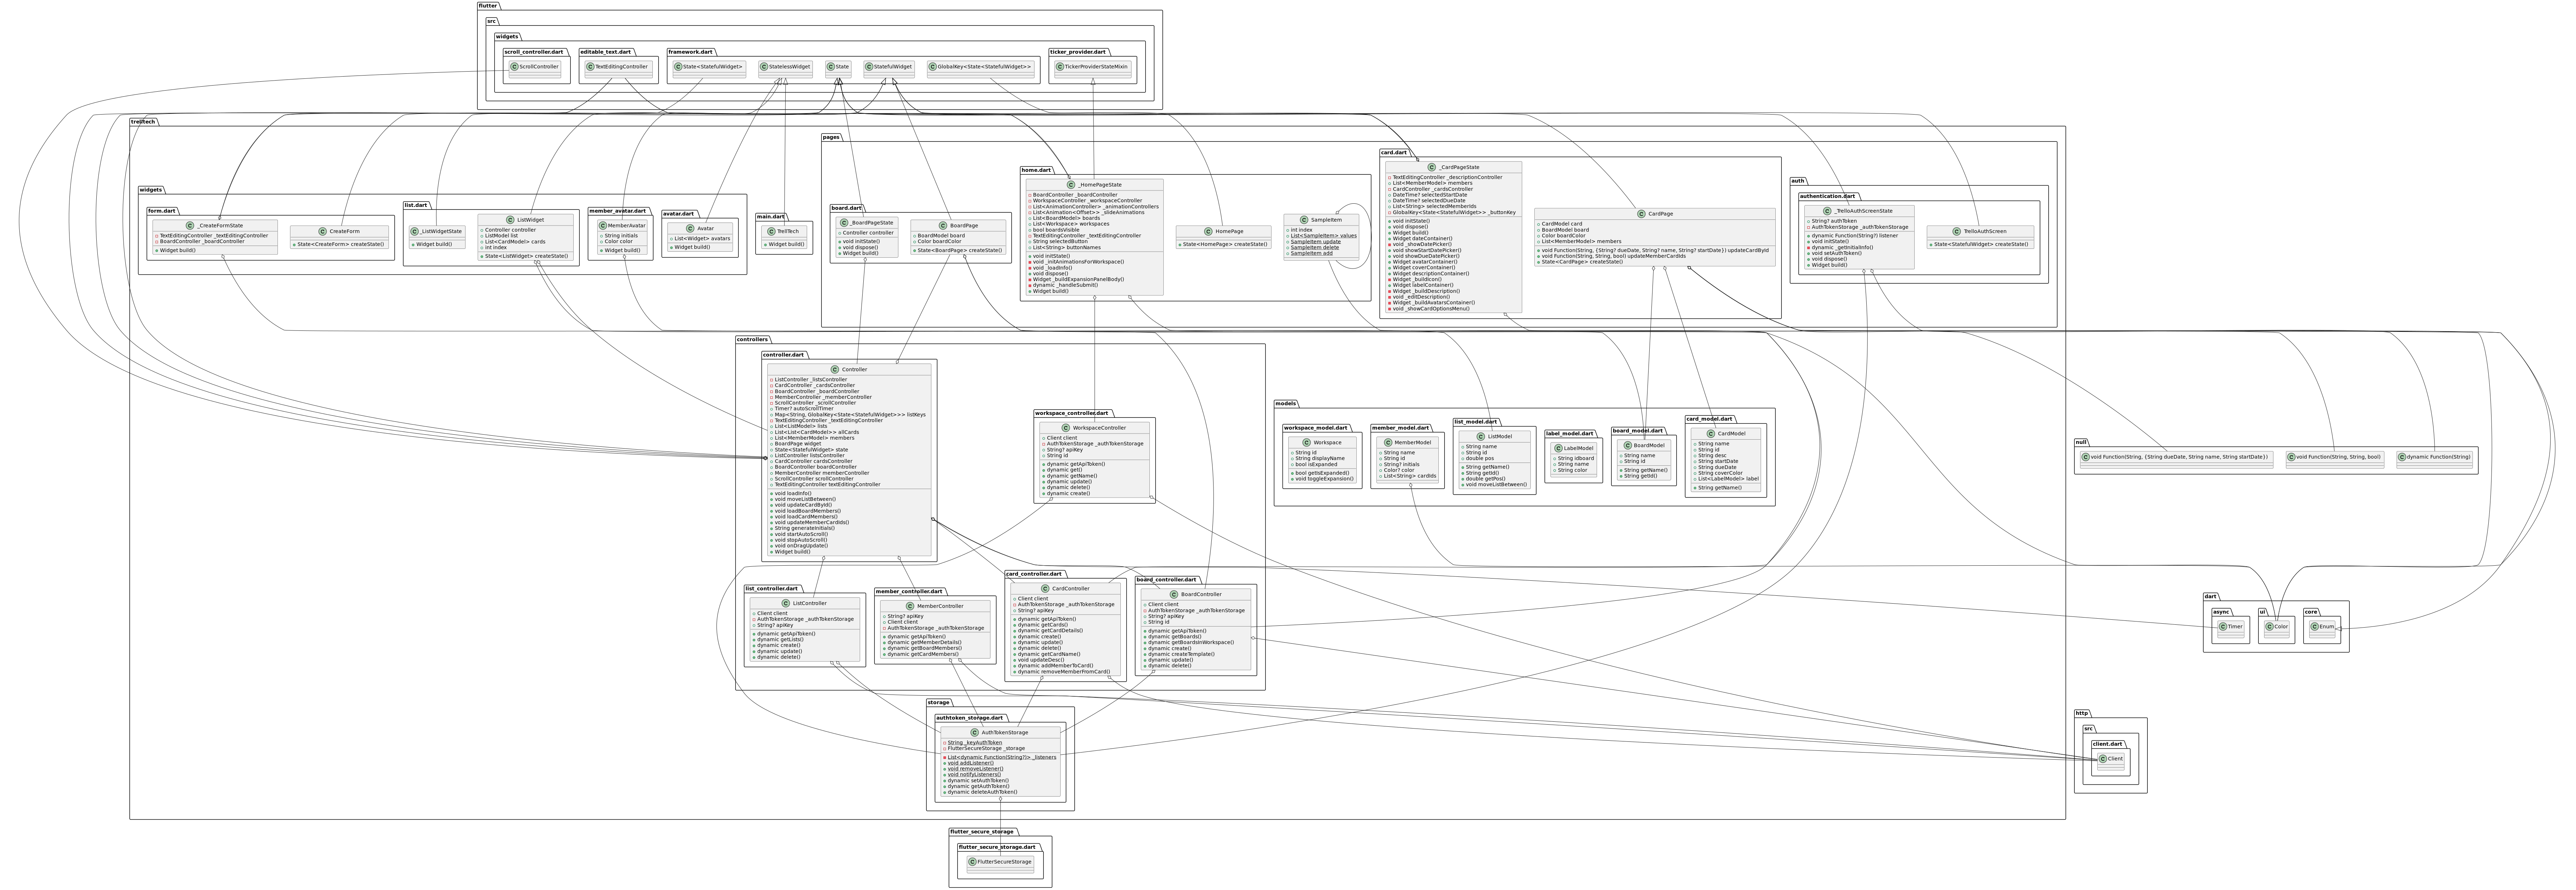 flutter
src
widgets
scroll_controller.dart
C ScrollController
editable_text.dart
C TextEditingController
framework.dart
C State<StatefulWidget>
C StatelessWidget
C State
C StatefulWidget
C GlobalKey<State<StatefulWidget>>
ticker_provider.dart
C TickerProviderStateMixin
trelltech
widgets
form.dart
C _CreateFormState
TextEditingController _textEditingController
BoardController _boardController
Widget build()
C CreateForm
State<CreateForm> createState()
list.dart
C _ListWidgetState
Widget build()
C ListWidget
Controller controller
ListModel list
List<CardModel> cards
int index
State<ListWidget> createState()
member_avatar.dart
C MemberAvatar
String initials
Color color
Widget build()
avatar.dart
C Avatar
List<Widget> avatars
Widget build()
main.dart
C TrellTech
Widget build()
pages
board.dart
C _BoardPageState
Controller controller
void initState()
void dispose()
Widget build()
C BoardPage
BoardModel board
Color boardColor
State<BoardPage> createState()
home.dart
C _HomePageState
BoardController _boardController
WorkspaceController _workspaceController
List<AnimationController> _animationControllers
List<Animation<Offset>> _slideAnimations
List<BoardModel> boards
List<Workspace> workspaces
bool boardsVisible
TextEditingController _textEditingController
String selectedButton
List<String> buttonNames
void initState()
void _initAnimationsForWorkspace()
void _loadInfo()
void dispose()
Widget _buildExpansionPanelBody()
dynamic _handleSubmit()
Widget build()
C HomePage
State<HomePage> createState()
C SampleItem
int index
List<SampleItem> values
SampleItem update
SampleItem delete
SampleItem add
card.dart
C _CardPageState
TextEditingController _descriptionController
List<MemberModel> members
CardController _cardsController
DateTime? selectedStartDate
DateTime? selectedDueDate
List<String> selectedMemberIds
GlobalKey<State<StatefulWidget>> _buttonKey
void initState()
void dispose()
Widget build()
Widget dateContainer()
void _showDatePicker()
void showStartDatePicker()
void showDueDatePicker()
Widget avatarContainer()
Widget coverContainer()
Widget descriptionContainer()
Widget _buildIcon()
Widget labelContainer()
Widget _buildDescription()
void _editDescription()
Widget _buildAvatarsContainer()
void _showCardOptionsMenu()
C CardPage
CardModel card
BoardModel board
Color boardColor
List<MemberModel> members
void Function(String, {String? dueDate, String? name, String? startDate}) updateCardById
void Function(String, String, bool) updateMemberCardIds
State<CardPage> createState()
auth
authentication.dart
C _TrelloAuthScreenState
String? authToken
AuthTokenStorage _authTokenStorage
dynamic Function(String?) listener
void initState()
dynamic _getInitialInfo()
void setAuthToken()
void dispose()
Widget build()
C TrelloAuthScreen
State<StatefulWidget> createState()
controllers
controller.dart
C Controller
ListController _listsController
CardController _cardsController
BoardController _boardController
MemberController _memberController
ScrollController _scrollController
Timer? autoScrollTimer
Map<String, GlobalKey<State<StatefulWidget>>> listKeys
TextEditingController _textEditingController
List<ListModel> lists
List<List<CardModel>> allCards
List<MemberModel> members
BoardPage widget
State<StatefulWidget> state
ListController listsController
CardController cardsController
BoardController boardController
MemberController memberController
ScrollController scrollController
TextEditingController textEditingController
void loadInfo()
void moveListBetween()
void updateCardById()
void loadBoardMembers()
void loadCardMembers()
void updateMemberCardIds()
String generateInitials()
void startAutoScroll()
void stopAutoScroll()
void onDragUpdate()
Widget build()
workspace_controller.dart
C WorkspaceController
Client client
AuthTokenStorage _authTokenStorage
String? apiKey
String id
dynamic getApiToken()
dynamic get()
dynamic getName()
dynamic update()
dynamic delete()
dynamic create()
list_controller.dart
C ListController
Client client
AuthTokenStorage _authTokenStorage
String? apiKey
dynamic getApiToken()
dynamic getLists()
dynamic create()
dynamic update()
dynamic delete()
member_controller.dart
C MemberController
String? apiKey
Client client
AuthTokenStorage _authTokenStorage
dynamic getApiToken()
dynamic getMemberDetails()
dynamic getBoardMembers()
dynamic getCardMembers()
card_controller.dart
C CardController
Client client
AuthTokenStorage _authTokenStorage
String? apiKey
dynamic getApiToken()
dynamic getCards()
dynamic getCardDetails()
dynamic create()
dynamic update()
dynamic delete()
dynamic getCardName()
void updateDesc()
dynamic addMemberToCard()
dynamic removeMemberFromCard()
board_controller.dart
C BoardController
Client client
AuthTokenStorage _authTokenStorage
String? apiKey
String id
dynamic getApiToken()
dynamic getBoards()
dynamic getBoardsInWorkspace()
dynamic create()
dynamic createTemplate()
dynamic update()
dynamic delete()
models
workspace_model.dart
C Workspace
String id
String displayName
bool isExpanded
bool getIsExpanded()
void toggleExpansion()
member_model.dart
C MemberModel
String name
String id
String? initials
Color? color
List<String> cardIds
list_model.dart
C ListModel
String name
String id
double pos
String getName()
String getId()
double getPos()
void moveListBetween()
label_model.dart
C LabelModel
String idboard
String name
String color
board_model.dart
C BoardModel
String name
String id
String getName()
String getId()
card_model.dart
C CardModel
String name
String id
String desc
String startDate
String dueDate
String coverColor
List<LabelModel> label
String getName()
null
C void Function(String, {String dueDate, String name, String startDate})
C void Function(String, String, bool)
C dynamic Function(String)
dart
async
C Timer
ui
C Color
core
C Enum
storage
authtoken_storage.dart
C AuthTokenStorage
String _keyAuthToken
FlutterSecureStorage _storage
List<dynamic Function(String?)> _listeners
void addListener()
void removeListener()
void notifyListeners()
dynamic setAuthToken()
dynamic getAuthToken()
dynamic deleteAuthToken()
http
src
client.dart
C Client
flutter_secure_storage
flutter_secure_storage.dart
C FlutterSecureStorage